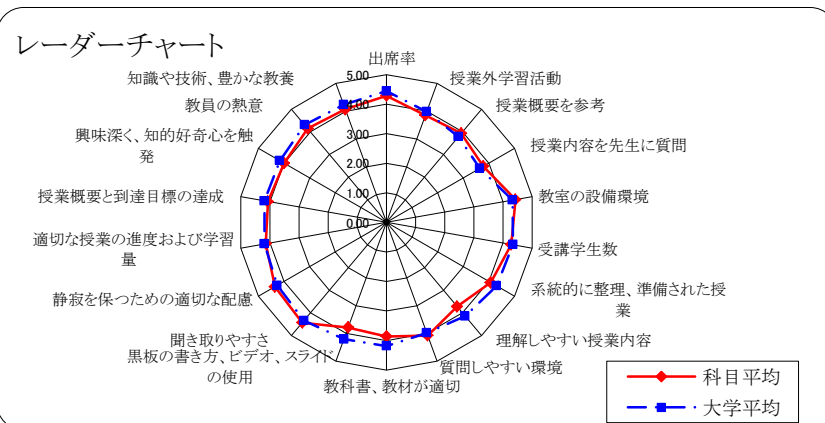 レーダーチャート
出席率
授業外学習活動
授業概要を参考
授業内容を先生に質問
教室の設備環境
受講学生数
系統的に整理、準備された授
業
理解しやすい授業内容
質問しやすい環境
教科書、教材が適切
黒板の書き方、ビデオ、スライド
の使用
聞き取りやすさ
静寂を保つための適切な配慮
適切な授業の進度および学習
量
授業概要と到達目標の達成
興味深く、知的好奇心を触
発
教員の熱意
知識や技術、豊かな教養
5.00
4.00
3.00
2.00
1.00
0.00
科目平均
大学平均